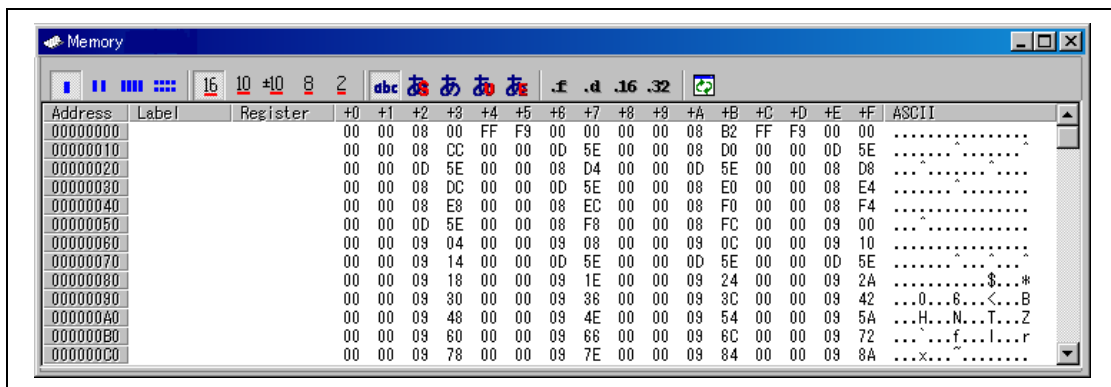 Memory
16 10 ±10 8 2 abc あS あ あU あE .f .d .16 .32
Address Label Register +0 +1 +2 +3 +4 +5 +6 +7 +8 +9 +A +B +C +D +E +F ASCII
00000000 00 00 08 00 FF F9 00 00 00 00 08 B2 FF F9 00 00 ................
00000010 00 00 08 CC 00 00 0D 5E 00 00 08 D0 00 00 0D 5E .......^.......^
00000020 00 00 0D 5E 00 00 08 D4 00 00 0D 5E 00 00 08 D8 ...^.......^....
00000030 00 00 08 DC 00 00 0D 5E 00 00 08 E0 00 00 08 E4 .......^........
00000040 00 00 08 E8 00 00 08 EC 00 00 08 F0 00 00 08 F4 ................
00000050 00 00 0D 5E 00 00 08 F8 00 00 08 FC 00 00 09 00 ...^............
00000060 00 00 09 04 00 00 09 08 00 00 09 0C 00 00 09 10 ................
00000070 00 00 09 14 00 00 0D 5E 00 00 0D 5E 00 00 0D 5E .......^...^...^
00000080 00 00 09 18 00 00 09 1E 00 00 09 24 00 00 09 2A ...........$...*
00000090 00 00 09 30 00 00 09 36 00 00 09 3C 00 00 09 42 ...0...6...<...B
000000A0 00 00 09 48 00 00 09 4E 00 00 09 54 00 00 09 5A ...H...N...T...Z
000000B0 00 00 09 60 00 00 09 66 00 00 09 6C 00 00 09 72 ...`...f...l...r
000000C0 00 00 09 78 00 00 09 7E 00 00 09 84 00 00 09 8A ...x...~........